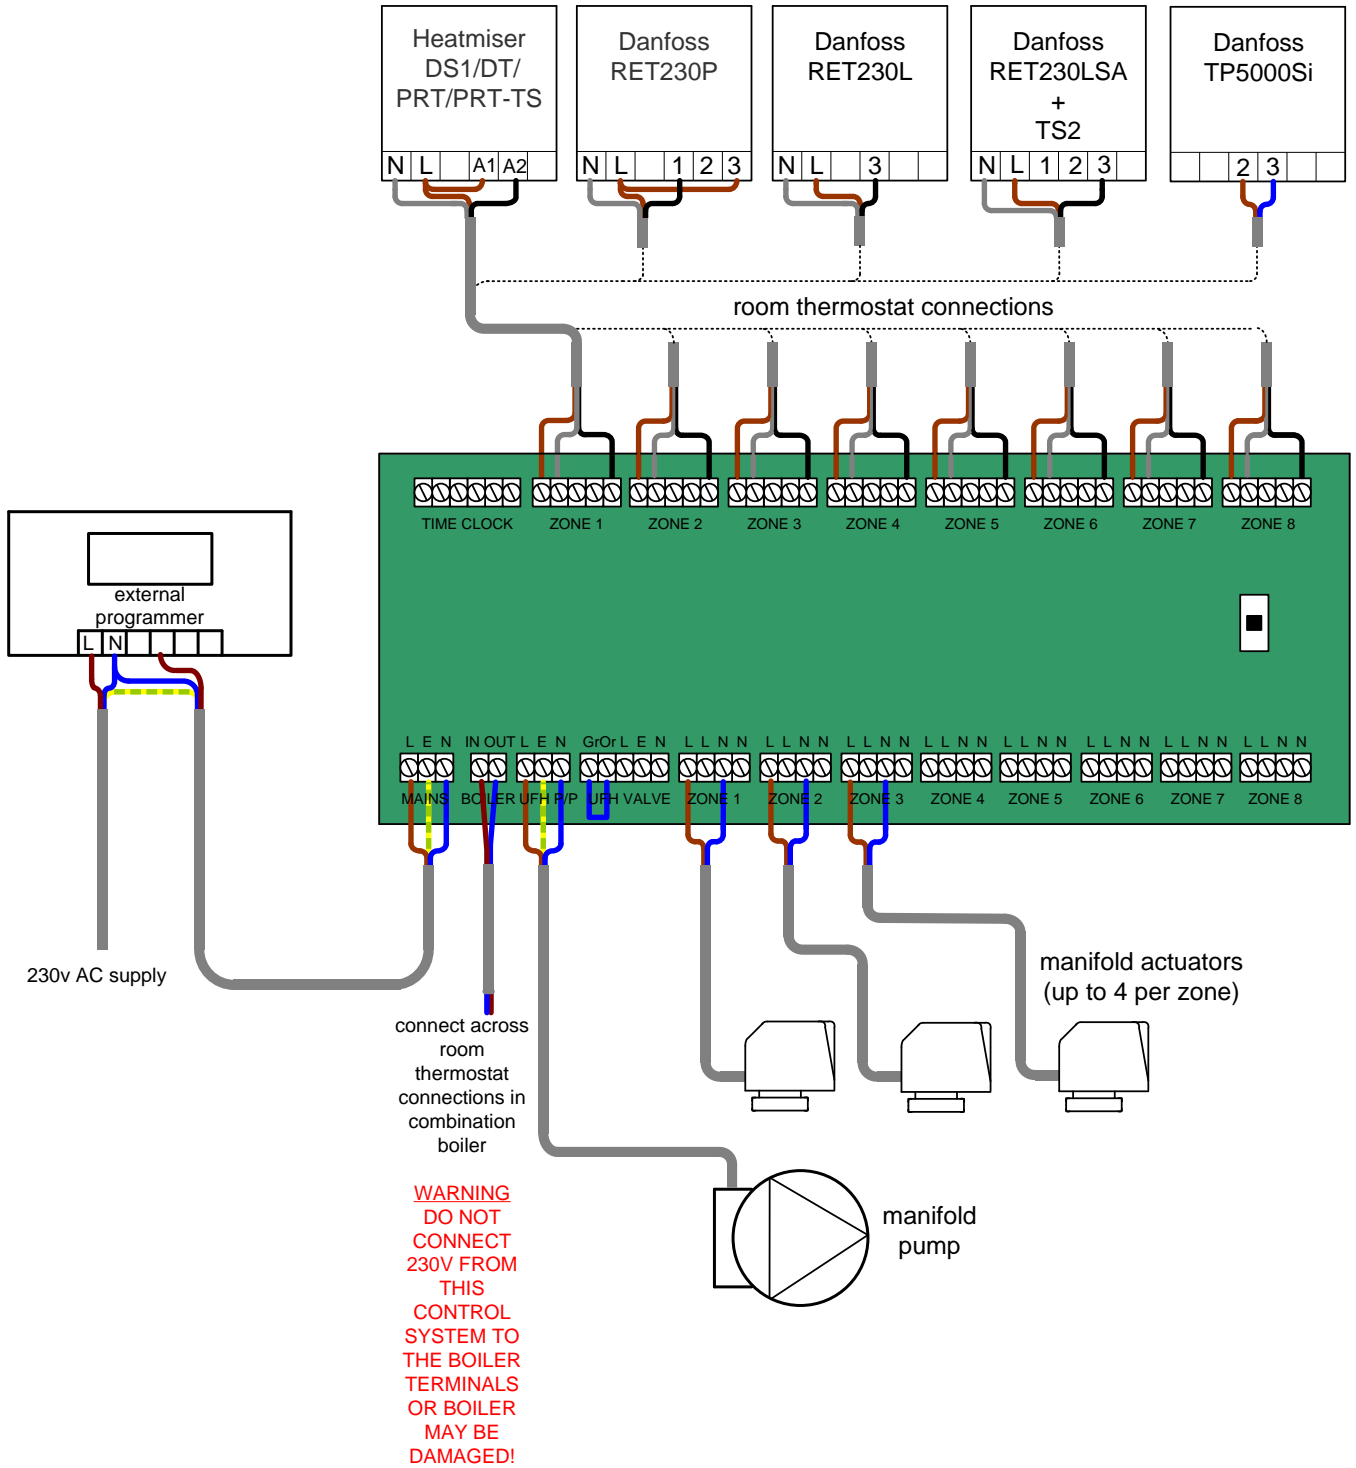 Heatmiser
DS1/DT/
PRT/PRT-TS
N L A1 A2
Danfoss
RET230P
N L 1 2 3
Danfoss
RET230L
N L 3
Danfoss
RET230LSA
+
TS2
N L 1 2 3
Danfoss
TP5000Si
2 3
room thermostat connections
TIME CLOCK ZONE 1 ZONE 2 ZONE 3 ZONE 4 ZONE 5 ZONE 6 ZONE 7 ZONE 8
external
programmer
L N
L E N IN OUT L E N GrOr L E N L L N N L L N N L L N N L L N N L L N N L L N N L L N N L L N N
MAINS BOILER UFH P/P UFH VALVE ZONE 1 ZONE 2 ZONE 3 ZONE 4 ZONE 5 ZONE 6 ZONE 7 ZONE 8
230v AC supply
manifold actuators
(up to 4 per zone)
connect across
room
thermostat
connections in
combination
boiler
WARNING
DO NOT
CONNECT
230V FROM
THIS
CONTROL
SYSTEM TO
THE BOILER
TERMINALS
OR BOILER
MAY BE
DAMAGED!
manifold
pump